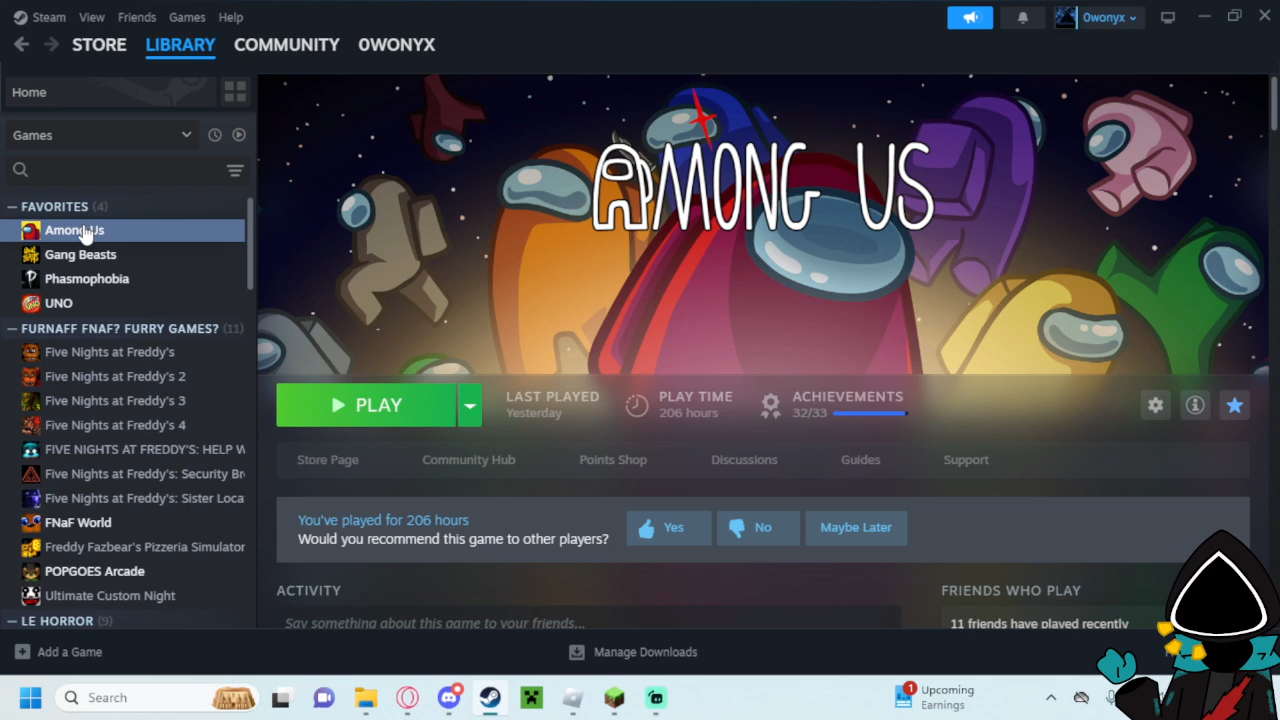 Steam View Friends Games Help
0wonyx
STORE LIBRARY COMMUNITY 0WONYX
Home
Games
FAVORITES (4)
Among Us
Gang Beasts
Phasmophobia
UNO
FURNAFF FNAF? FURRY GAMES? (11)
Five Nights at Freddy's
Five Nights at Freddy's 2
Five Nights at Freddy's 3
Five Nights at Freddy's 4
FIVE NIGHTS AT FREDDY'S: HELP W
Five Nights at Freddy's: Security Br
Five Nights at Freddy's: Sister Loca
FNaF World
Freddy Fazbear's Pizzeria Simulator
POPGOES Arcade
Ultimate Custom Night
LE HORROR (9)
AMONG US
PLAY
LAST PLAYED
Yesterday
PLAY TIME
206 hours
ACHIEVEMENTS
32/33
Store Page Community Hub Points Shop Discussions Guides Support
You've played for 206 hours
Would you recommend this game to other players?
Yes No Maybe Later
ACTIVITY
Say something about this game to your friends...
FRIENDS WHO PLAY
11 friends have played recently
Add a Game
Manage Downloads
Search
1
Upcoming
Earnings